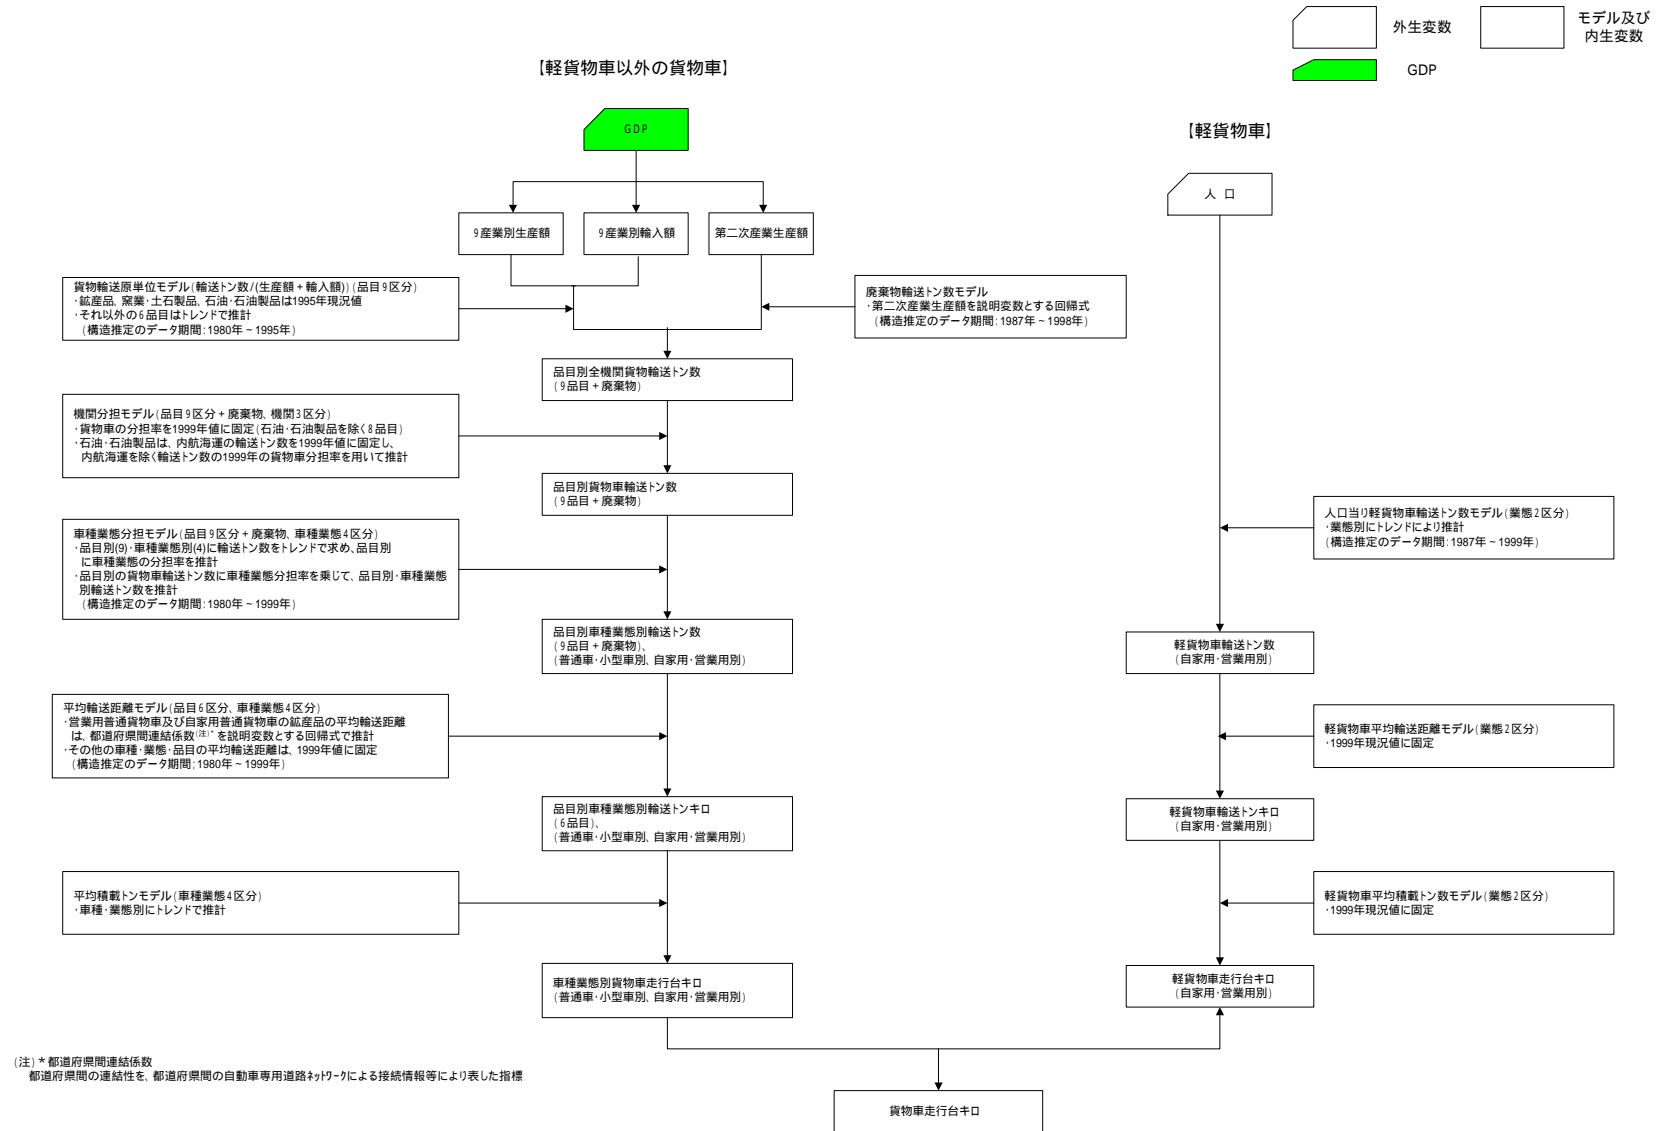 外生変数
モデル及び
内生変数
GDP
【軽貨物車以外の貨物車】
【軽貨物車】
GDP
人 口
9産業別生産額
9産業別輸入額
第二次産業生産額
貨物輸送原単位モデル(輸送トン数/(生産額+輸入額))(品目9区分)
・鉱産品、窯業・土石製品、石油・石油製品は1995年現況値
・それ以外の6品目はトレンドで推計
(構造推定のデータ期間:1980年~1995年)
廃棄物輸送トン数モデル
・第二次産業生産額を説明変数とする回帰式
(構造推定のデータ期間:1987年~1998年)
品目別全機関貨物輸送トン数
(9品目+廃棄物)
機関分担モデル(品目9区分+廃棄物、機関3区分)
・貨物車の分担率を1999年値に固定(石油・石油製品を除く8品目)
・石油・石油製品は、内航海運の輸送トン数を1999年値に固定し、
内航海運を除く輸送トン数の1999年の貨物車分担率を用いて推計
品目別貨物車輸送トン数
(9品目+廃棄物)
車種業態分担モデル(品目9区分+廃棄物、車種業態4区分)
・品目別(9)・車種業態別(4)に輸送トン数をトレンドで求め、品目別
に車種業態の分担率を推計
・品目別の貨物車輸送トン数に車種業態分担率を乗じて、品目別・車種業態
別輸送トン数を推計
(構造推定のデータ期間:1980年~1999年)
人口当り軽貨物車輸送トン数モデル(業態2区分)
・業態別にトレンドにより推計
(構造推定のデータ期間:1987年~1999年)
品目別車種業態別輸送トン数
(9品目+廃棄物)、
(普通車・小型車別、自家用・営業用別)
軽貨物車輸送トン数
(自家用・営業用別)
平均輸送距離モデル(品目6区分、車種業態4区分)
・営業用普通貨物車及び自家用普通貨物車の鉱産品の平均輸送距離
は、都道府県間連結係数(注)*を説明変数とする回帰式で推計
・その他の車種・業態・品目の平均輸送距離は、1999年値に固定
(構造推定のデータ期間;1980年~1999年)
軽貨物車平均輸送距離モデル(業態2区分)
・1999年現況値に固定
品目別車種業態別輸送トンキロ
(6品目)、
(普通車・小型車別、自家用・営業用別)
軽貨物車輸送トンキロ
(自家用・営業用別)
平均積載トンモデル(車種業態4区分)
・車種・業態別にトレンドで推計
軽貨物車平均積載トン数モデル(業態2区分)
・1999年現況値に固定
車種業態別貨物車走行台キロ
(普通車・小型車別、自家用・営業用別)
軽貨物車走行台キロ
(自家用・営業用別)
(注)*都道府県間連結係数
都道府県間の連結性を、都道府県間の自動車専用道路ネットワークによる接続情報等により表した指標
貨物車走行台キロ